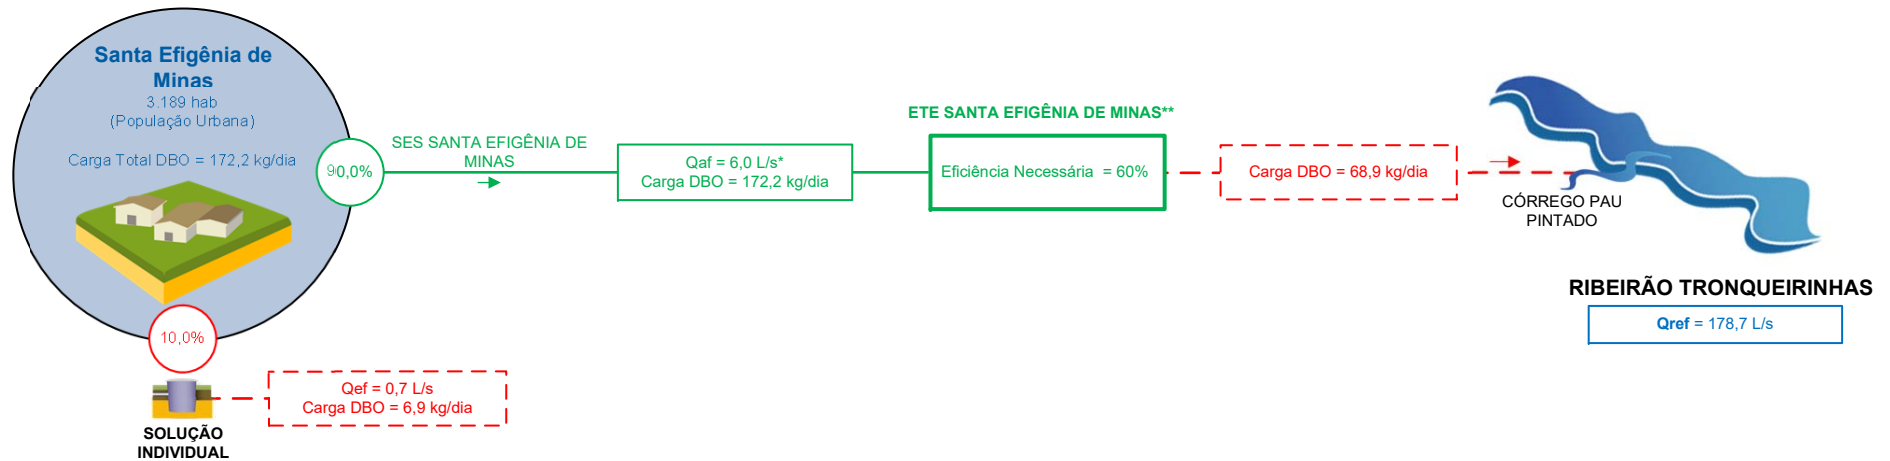 Santa Efigênia de
Minas
3.189 hab
(População Urbana)
Carga Total DBO = 172,2 kg/dia
90,0%
10,0%
SOLUÇÃO
INDIVIDUAL
Qef = 0,7 L/s
Carga DBO = 6,9 kg/dia
SES SANTA EFIGÊNIA DE
MINAS
Qaf = 6,0 L/s*
Carga DBO = 172,2 kg/dia
ETE SANTA EFIGÊNIA DE MINAS**
Eficiência Necessária = 60%
Carga DBO = 68,9 kg/dia
CÓRREGO PAU
PINTADO
RIBEIRÃO TRONQUEIRINHAS
Qref = 178,7 L/s